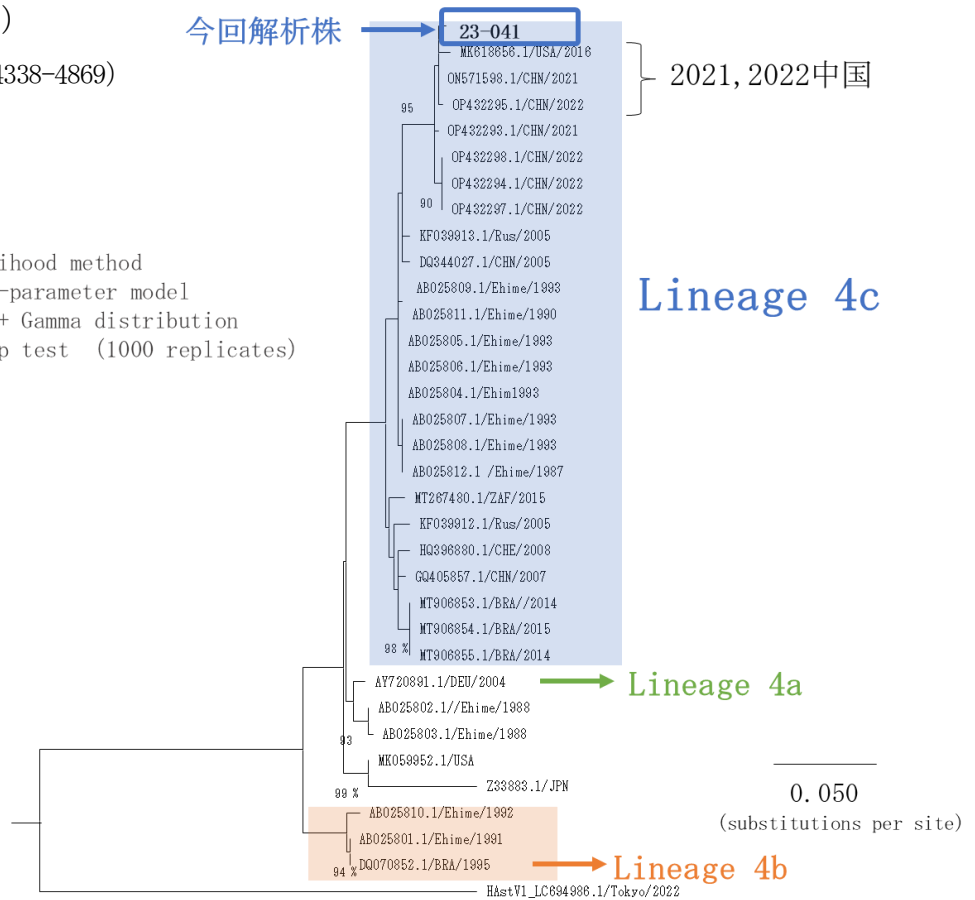 )
今回解析株
23-041
4338-4869)
MK618656.1/USA/2016
ON571598.1/CHN/2021
2021,2022中国
OP432295.1/CHN/2022
95
OP432293.1/CHN/2021
OP432298.1/CHN/2022
OP432294.1/CHN/2022
90
OP432297.1/CHN/2022
KF039913.1/Rus/2005
ihood method
DQ344027.1/CHN/2005
-parameter model
AB025809.1/Ehime/1993
Lineage 4c
+ Gamma distribution
AB025811.1/Ehime/1990
p test (1000 replicates)
AB025805.1/Ehime/1993
AB025806.1/Ehime/1993
AB025804.1/Ehim1993
AB025807.1/Ehime/1993
AB025808.1/Ehime/1993
AB025812.1 /Ehime/1987
MT267480.1/ZAF/2015
KF039912.1/Rus/2005
HQ396880.1/CHE/2008
GQ405857.1/CHN/2007
MT906853.1/BRA//2014
MT906854.1/BRA/2015
98 %
MT906855.1/BRA/2014
AY720891.1/DEU/2004
Lineage 4a
AB025802.1//Ehime/1988
AB025803.1/Ehime/1988
93
MK059952.1/USA
Z33883.1/JPN
99 %
0.050
(substitutions per site)
AB025810.1/Ehime/1992
AB025801.1/Ehime/1991
DQ070852.1/BRA/1995
94 %
Lineage 4b
HAstV1_LC694986.1/Tokyo/2022